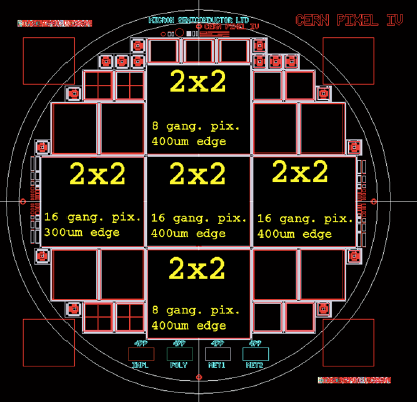 MICRON SEMICONDUCTOR LTD
CERN PIXEL IV
CERN PIXEL IV
2x2
8 gang. pix.
400um edge
2x2
16 gang. pix.
300um edge
2x2
16 gang. pix.
400um edge
2x2
16 gang. pix.
400um edge
2x2
8 gang. pix.
400um edge
4PP 4PP 4PP 4PP
IMPL POLY MET1 MET2